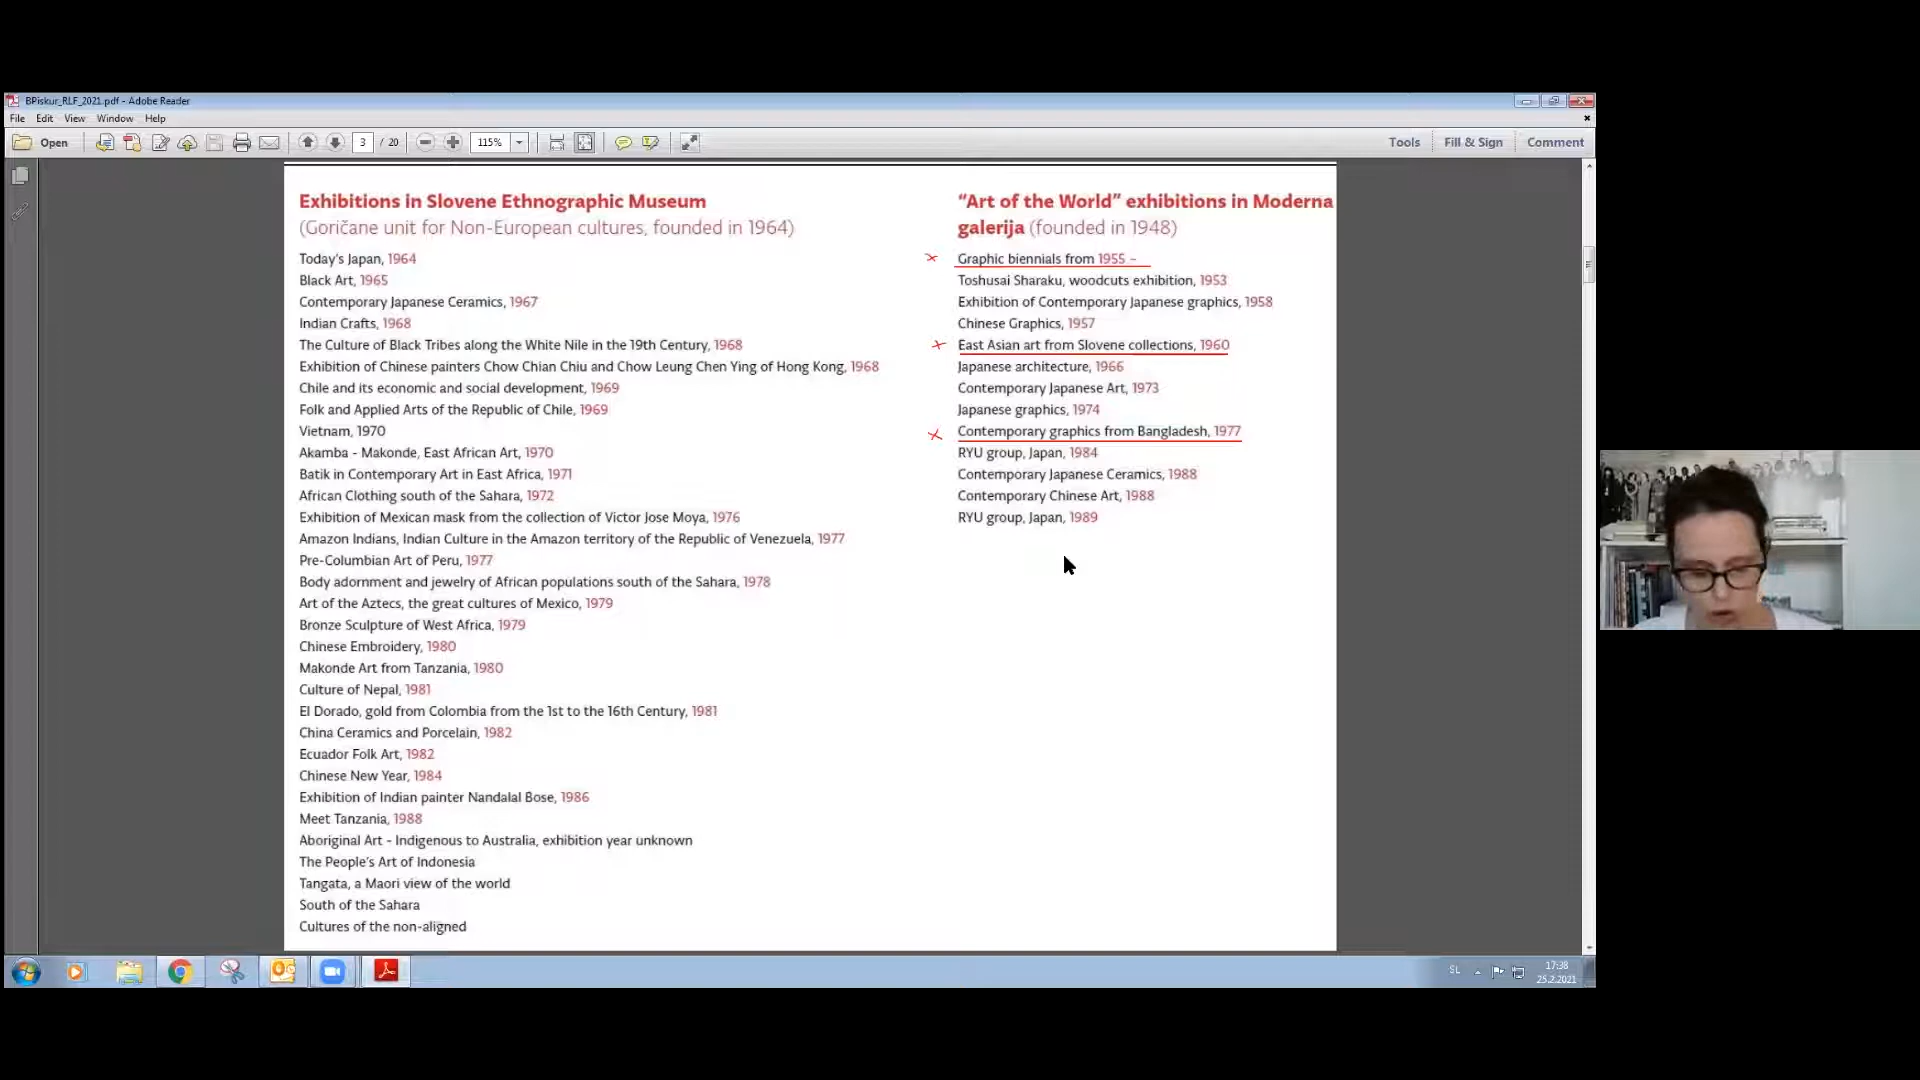 BPiskur_RLF_2021.pdf - Adobe Reader
File Edit View Window Help
Open 3 / 20 115% Tools Fill & Sign Comment
Exhibitions in Slovene Ethnographic Museum
(Goričane unit for Non-European cultures, founded in 1964)
Today's Japan, 1964
Black Art, 1965
Contemporary Japanese Ceramics, 1967
Indian Crafts, 1968
The Culture of Black Tribes along the White Nile in the 19th Century, 1968
Exhibition of Chinese painters Chow Chian Chiu and Chow Leung Chen Ying of Hong Kong, 1968
Chile and its economic and social development, 1969
Folk and Applied Arts of the Republic of Chile, 1969
Vietnam, 1970
Akamba - Makonde, East African Art, 1970
Batik in Contemporary Art in East Africa, 1971
African Clothing south of the Sahara, 1972
Exhibition of Mexican mask from the collection of Victor Jose Moya, 1976
Amazon Indians, Indian Culture in the Amazon territory of the Republic of Venezuela, 1977
Pre-Columbian Art of Peru, 1977
Body adornment and jewelry of African populations south of the Sahara, 1978
Art of the Aztecs, the great cultures of Mexico, 1979
Bronze Sculpture of West Africa, 1979
Chinese Embroidery, 1980
Makonde Art from Tanzania, 1980
Culture of Nepal, 1981
El Dorado, gold from Colombia from the 1st to the 16th Century, 1981
China Ceramics and Porcelain, 1982
Ecuador Folk Art, 1982
Chinese New Year, 1984
Exhibition of Indian painter Nandalal Bose, 1986
Meet Tanzania, 1988
Aboriginal Art - Indigenous to Australia, exhibition year unknown
The People's Art of Indonesia
Tangata, a Maori view of the world
South of the Sahara
Cultures of the non-aligned
“Art of the World” exhibitions in Moderna
galerija (founded in 1948)
Graphic biennials from 1955 -
Toshusai Sharaku, woodcuts exhibition, 1953
Exhibition of Contemporary Japanese graphics, 1958
Chinese Graphics, 1957
East Asian art from Slovene collections, 1960
Japanese architecture, 1966
Contemporary Japanese Art, 1973
Japanese graphics, 1974
Contemporary graphics from Bangladesh, 1977
RYU group, Japan, 1984
Contemporary Japanese Ceramics, 1988
Contemporary Chinese Art, 1988
RYU group, Japan, 1989
SL 17:38
25.2.2021